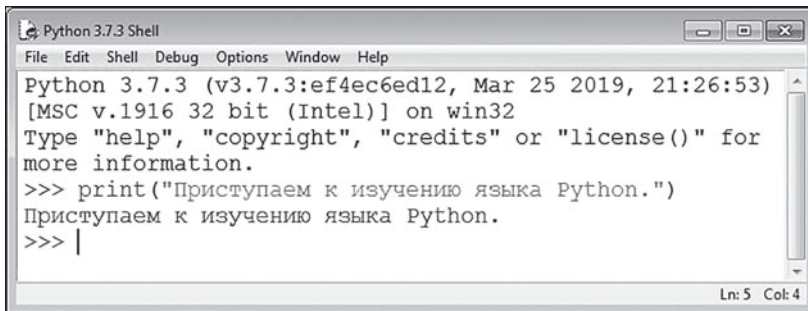 Python 3.7.3 Shell
File Edit Shell Debug Options Window Help
Python 3.7.3 (v3.7.3:ef4ec6ed12, Mar 25 2019, 21:26:53)
[MSC v.1916 32 bit (Intel)] on win32
Type "help", "copyright", "credits" or "license()" for
more information.
>>> print("Приступаем к изучению языка Python.")
Приступаем к изучению языка Python.
>>>
Ln: 5 Col: 4